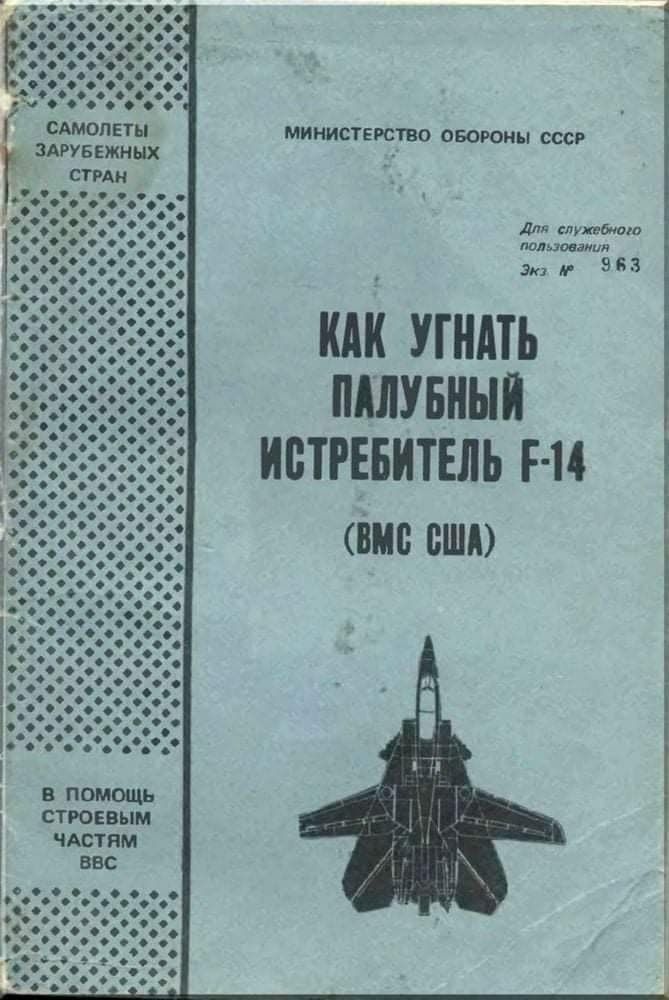 САМОЛЕТЫ
ЗАРУБЕЖНЫХ
СТРАН
МИНИСТЕРСТВО ОБОРОНЫ СССР
Для служебного
пользования
Экз. № 963
КАК УГНАТЬ
ПАЛУБНЫЙ
ИСТРЕБИТЕЛЬ F-14
(ВМС США)
В ПОМОЩЬ
СТРОЕВЫМ
ЧАСТЯМ
ВВС